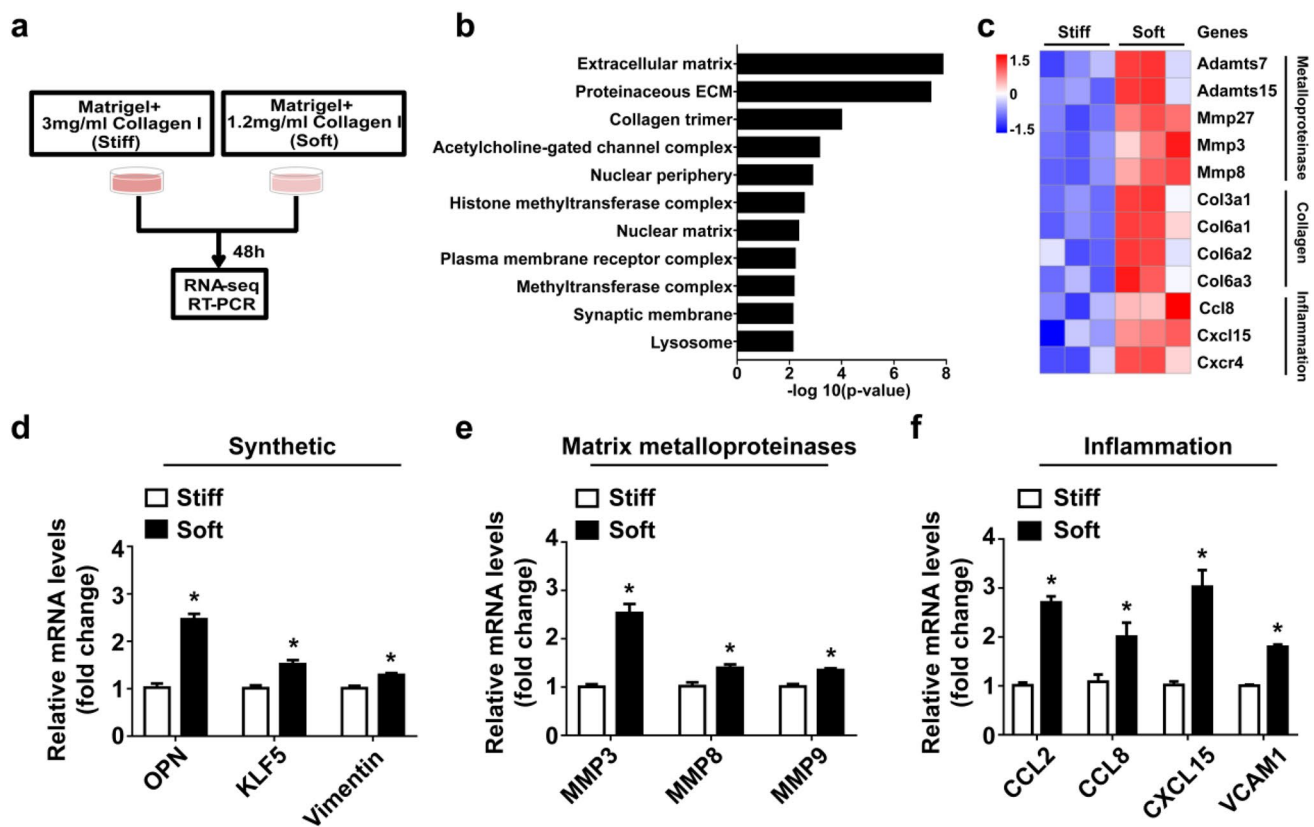 a
Matrigel+
3mg/ml Collagen I
(Stiff)
Matrigel+
1.2mg/ml Collagen I
(Soft)
48h
RNA-seq
RT-PCR
b
Extracellular matrix
Proteinaceous ECM
Collagen trimer
Acetylcholine-gated channel complex
Nuclear periphery
Histone methyltransferase complex
Nuclear matrix
Plasma membrane receptor complex
Methyltransferase complex
Synaptic membrane
Lysosome
0 2 4 6 8
-log 10(p-value)
c
Stiff Soft Genes
1.5
0
-1.5
Adamts7
Adamts15
Mmp27
Mmp3
Mmp8
Col3a1
Col6a1
Col6a2
Col6a3
Ccl8
Cxcl15
Cxcr4
Metalloproteinase
Collagen
Inflammation
d
Synthetic
Stiff
Soft
Relative mRNA levels
(fold change)
4
3
2
1
0
* * *
OPN KLF5 Vimentin
e
Matrix metalloproteinases
Stiff
Soft
Relative mRNA levels
(fold change)
4
3
2
1
0
* * *
MMP3 MMP8 MMP9
f
Inflammation
Stiff
Soft
Relative mRNA levels
(fold change)
4
3
2
1
0
* * * *
CCL2 CCL8 CXCL15 VCAM1